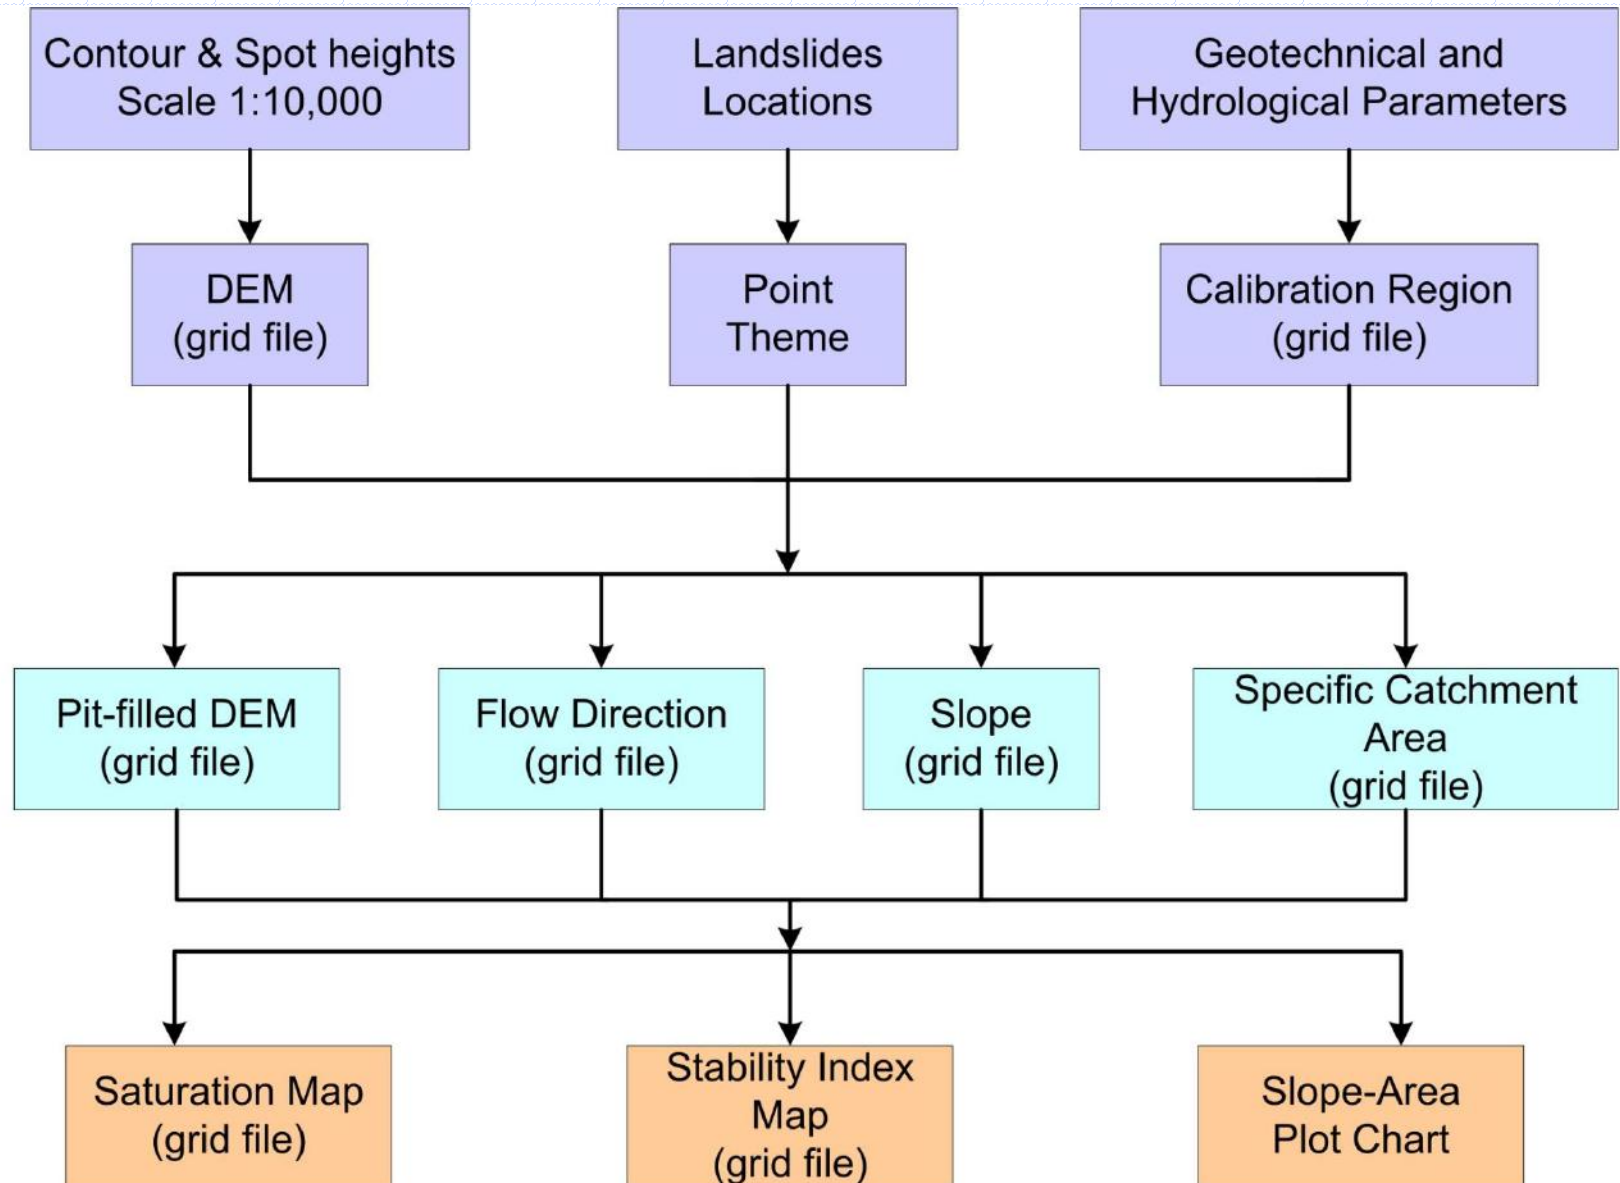 Contour & Spot heights
Scale 1:10,000
Landslides
Locations
Geotechnical and
Hydrological Parameters
DEM
(grid file)
Point
Theme
Calibration Region
(grid file)
Pit-filled DEM
(grid file)
Flow Direction
(grid file)
Slope
(grid file)
Specific Catchment
Area
(grid file)
Saturation Map
(grid file)
Stability Index
Map
(grid file)
Slope-Area
Plot Chart